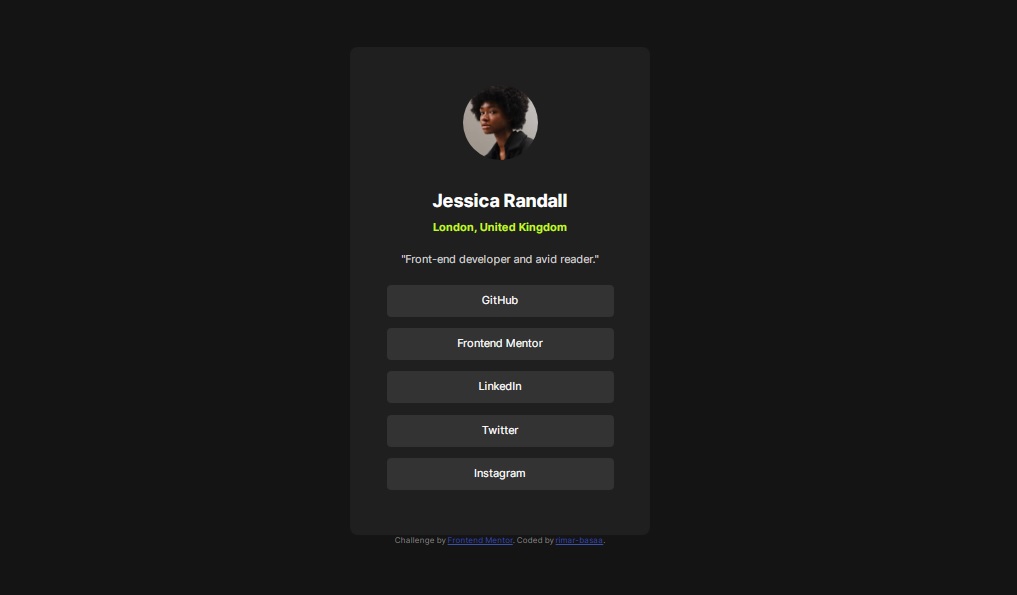 Jessica Randall
London, United Kingdom
"Front-end developer and avid reader."
GitHub
Frontend Mentor
LinkedIn
Twitter
Instagram
Challenge by Frontend Mentor. Coded by rimar-basaa.